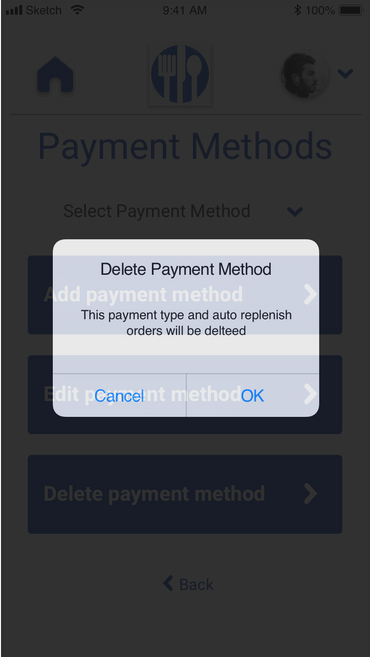 Sketch 9:41 AM 100%
Payment Methods
Select Payment Method
Delete Payment Method
Add payment method
This payment type and auto replenish
orders will be delteed
Edit payment method
Cancel OK
Delete payment method
Back